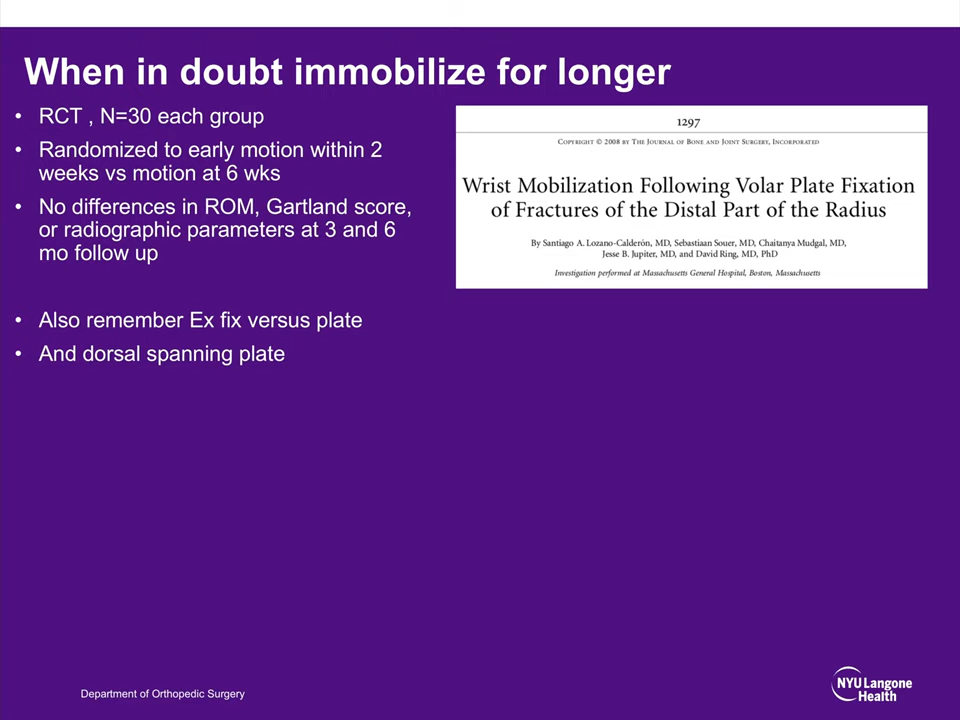 When in doubt immobilize for longer
• RCT , N=30 each group
• Randomized to early motion within 2
weeks vs motion at 6 wks
• No differences in ROM, Gartland score,
or radiographic parameters at 3 and 6
mo follow up
• Also remember Ex fix versus plate
• And dorsal spanning plate
1297
COPYRIGHT © 2008 BY THE JOURNAL OF BONE AND JOINT SURGERY, INCORPORATED
Wrist Mobilization Following Volar Plate Fixation
of Fractures of the Distal Part of the Radius
By Santiago A. Lozano-Calderón, MD, Sebastiaan Souer, MD, Chaitanya Mudgal, MD,
Jesse B. Jupiter, MD, and David Ring, MD, PhD
Investigation performed at Massachusetts General Hospital, Boston, Massachusetts
Department of Orthopedic Surgery
NYU Langone
Health